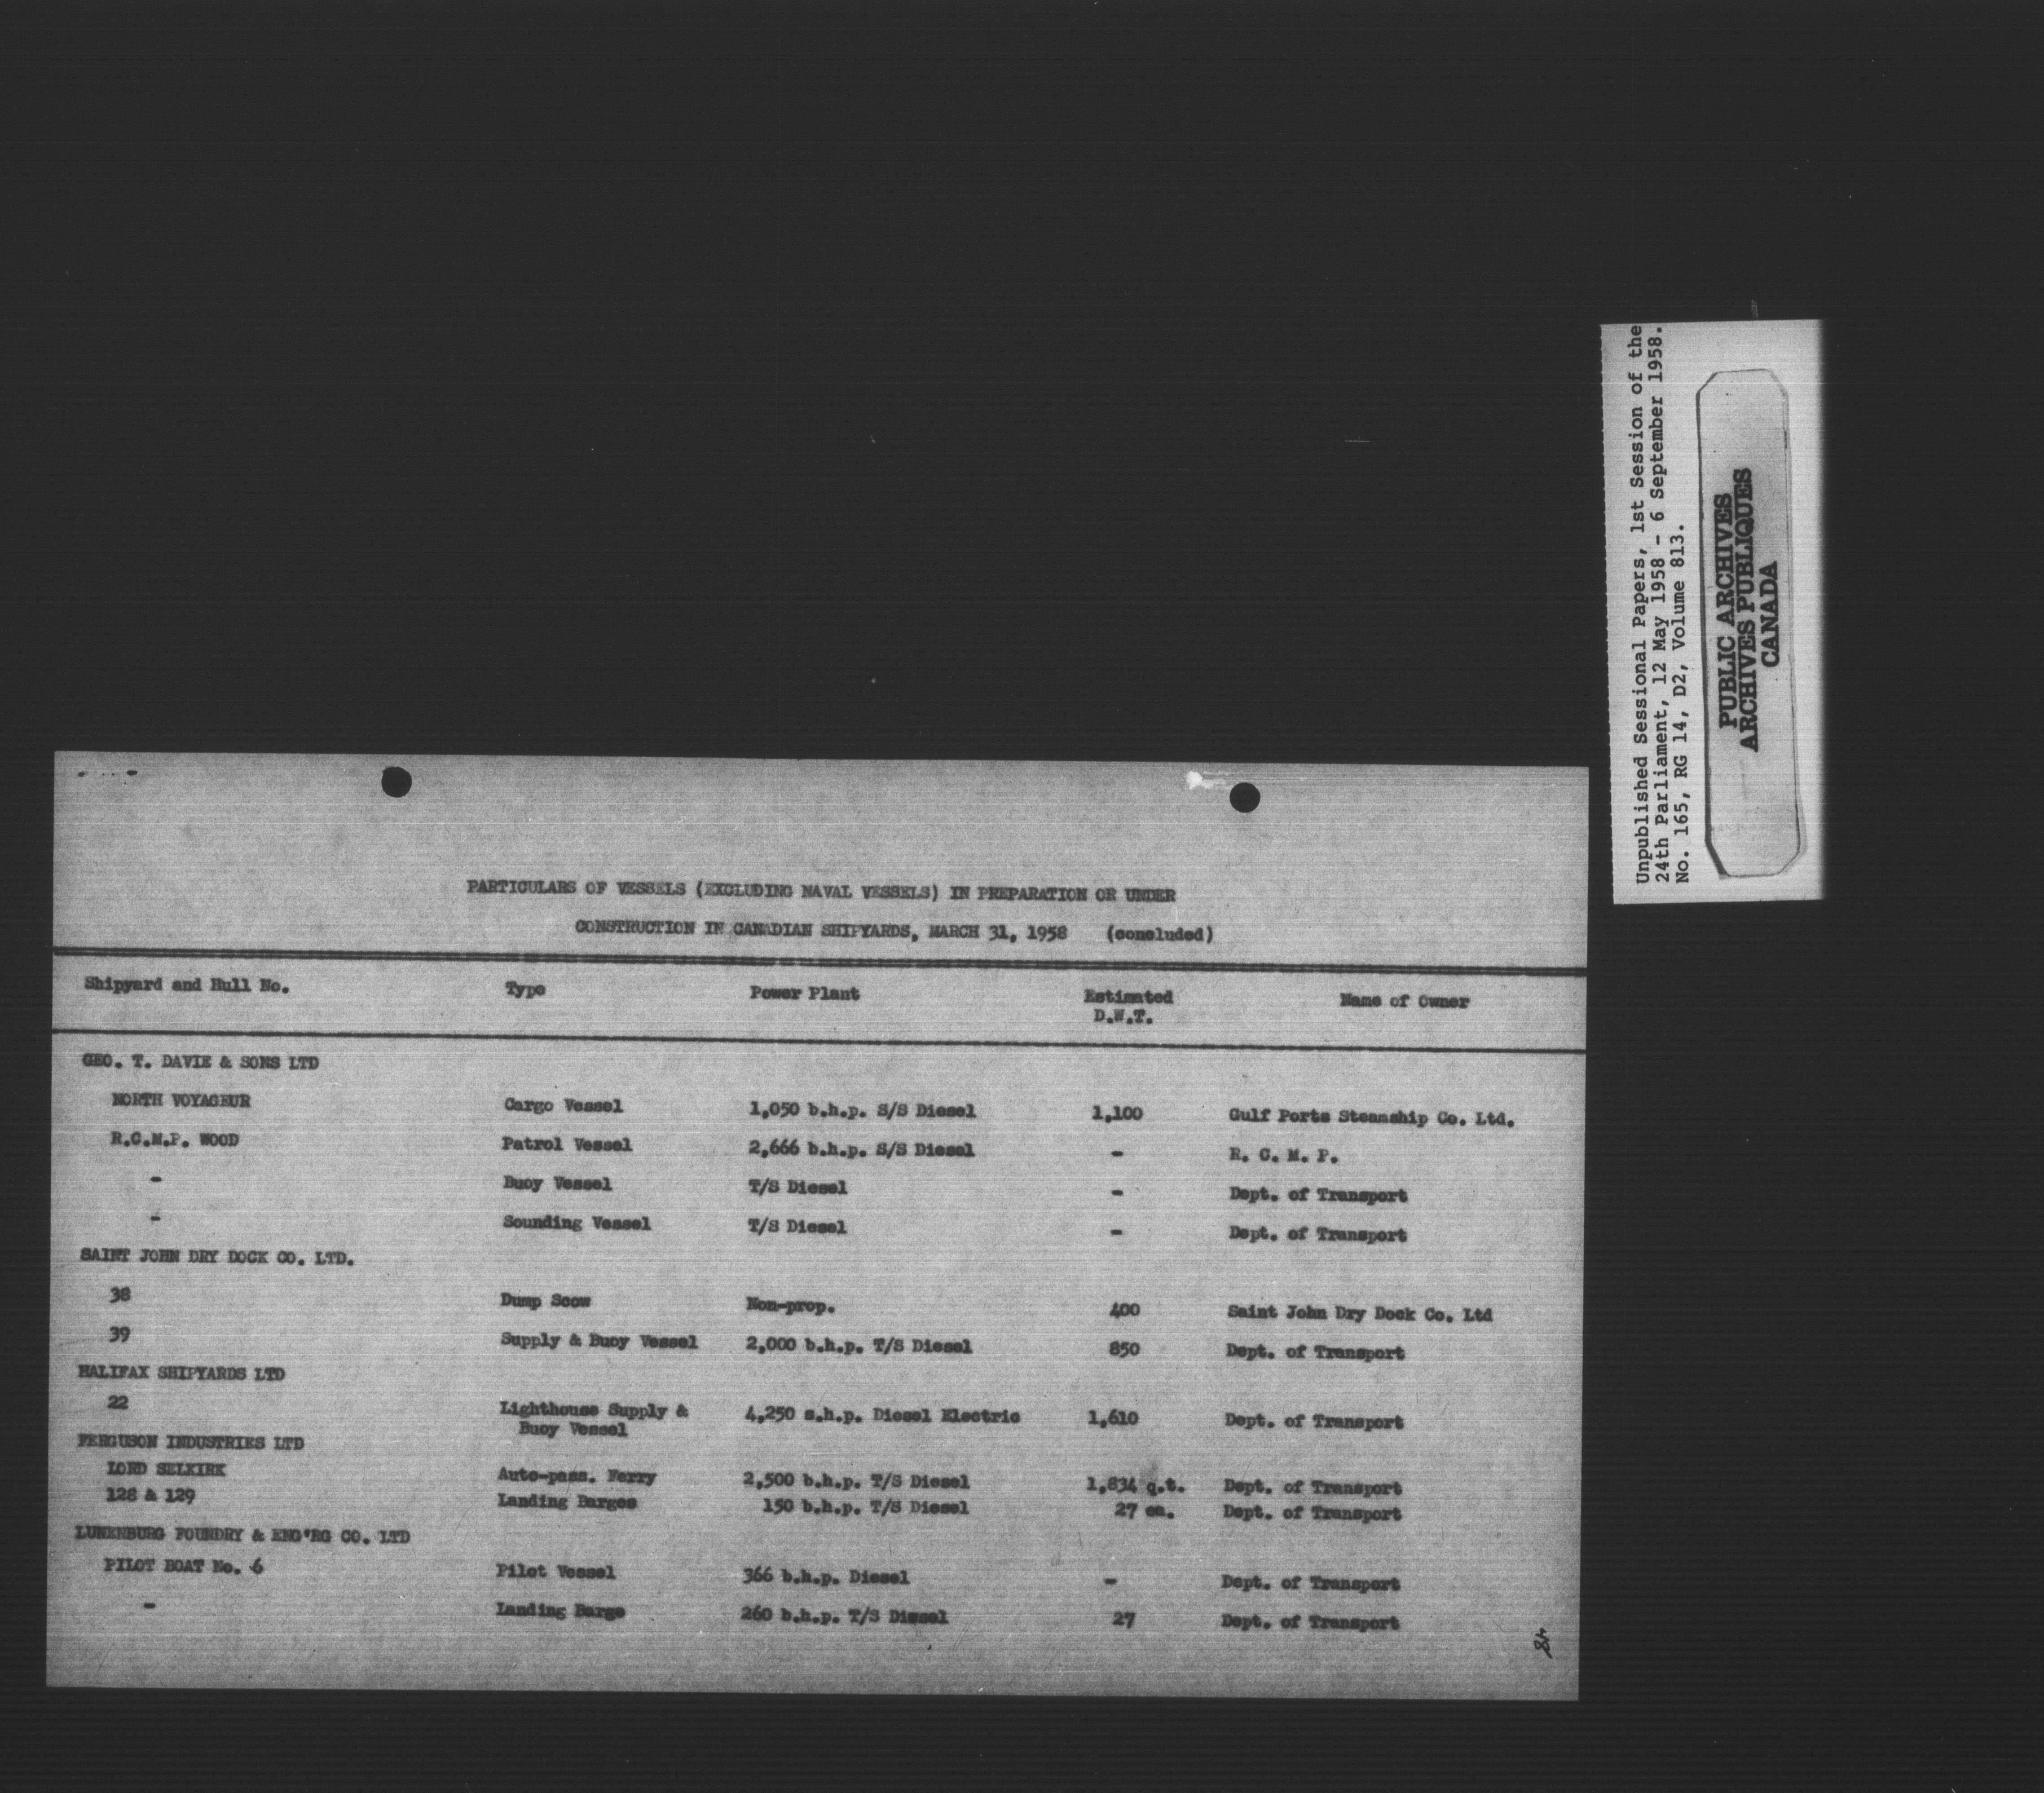 PARTICULARS OF VESSELS (EXCLUDING NAVAL VESSELS) IN PREPARATION OR UNDER
CONSTRUCTION IN CANADIAN SHIPYARDS, MARCH 31, 1958 (concluded)
Shipyard and Hull No. Type Power Plant Estimated D.W.T. Name of Owner
GEO. T. DAVIE & SONS LTD
NORTH VOYAGEUR Cargo Vessel 1,050 b.h.p. S/S Diesel 1,100 Gulf Ports Steamship Co. Ltd.
R.C.M.P. WOOD Patrol Vessel 2,666 b.h.p. S/S Diesel - R. C. M. P.
- Buoy Vessel T/S Diesel - Dept. of Transport
- Sounding Vessel T/S Diesel - Dept. of Transport
SAINT JOHN DRY DOCK CO. LTD.
38 Dump Scow Non-prop. 400 Saint John Dry Dock Co. Ltd
39 Supply & Buoy Vessel 2,000 b.h.p. T/S Diesel 850 Dept. of Transport
HALIFAX SHIPYARDS LTD
22 Lighthouse Supply & Buoy Vessel 4,250 s.h.p. Diesel Electric 1,610 Dept. of Transport
FERGUSON INDUSTRIES LTD
LORD SELKIRK Auto-pass. Ferry 2,500 b.h.p. T/S Diesel 1,834 g.t. Dept. of Transport
128 & 129 Landing Barges 150 b.h.p. T/S Diesel 27 ea. Dept. of Transport
LUNENBURG FOUNDRY & ENG'RG CO. LTD
PILOT BOAT No. 6 Pilot Vessel 366 b.h.p. Diesel - Dept. of Transport
- Landing Barge 260 b.h.p. T/S Diesel 27 Dept. of Transport
48
Unpublished Sessional Papers, 1st Session of the
24th Parliament, 12 May 1958 - 6 September 1958.
No. 165, RG 14, D2, Volume 813.
PUBLIC ARCHIVES
ARCHIVES PUBLIQUES
CANADA